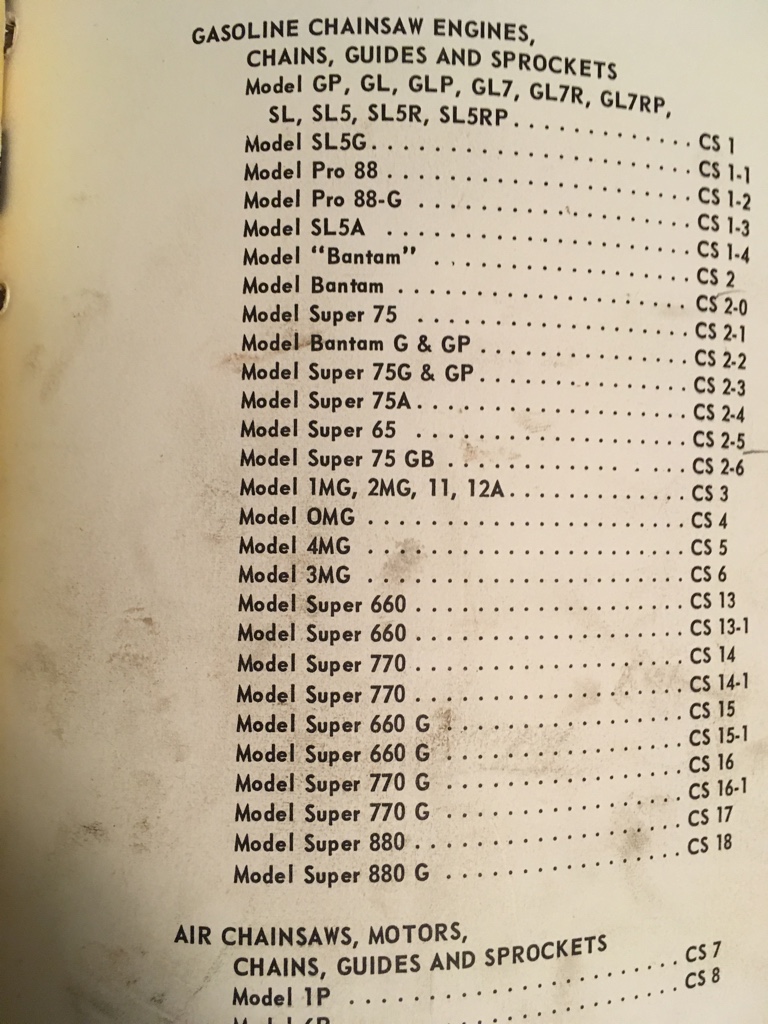 GASOLINE CHAINSAW ENGINES,
CHAINS, GUIDES AND SPROCKETS
Model GP, GL, GLP, GL7, GL7R, GL7RP,
SL, SL5, SL5R, SL5RP . . . . . . . . . . . . . . . CS 1
Model SL5G . . . . . . . . . . . . . . . . . . . . . . . . CS 1-1
Model Pro 88 . . . . . . . . . . . . . . . . . . . . . . . CS 1-2
Model Pro 88-G . . . . . . . . . . . . . . . . . . . . . CS 1-3
Model SL5A . . . . . . . . . . . . . . . . . . . . . . . CS 1-4
Model “Bantam” . . . . . . . . . . . . . . . . . . . . CS 2
Model Bantam . . . . . . . . . . . . . . . . . . . . . . CS 2-0
Model Super 75 . . . . . . . . . . . . . . . . . . . . . CS 2-1
Model Bantam G & GP . . . . . . . . . . . . . . . . CS 2-2
Model Super 75G & GP . . . . . . . . . . . . . . . . CS 2-3
Model Super 75A . . . . . . . . . . . . . . . . . . . . CS 2-4
Model Super 65 . . . . . . . . . . . . . . . . . . . . . CS 2-5
Model Super 75 GB . . . . . . . . . . . . . . . . CS 2-6
Model 1MG, 2MG, 11, 12A . . . . . . . . . . . . . . CS 3
Model OMG . . . . . . . . . . . . . . . . . . . . . . . . CS 4
Model 4MG . . . . . . . . . . . . . . . . . . . . . . . . CS 5
Model 3MG . . . . . . . . . . . . . . . . . . . . . . . . CS 6
Model Super 660 . . . . . . . . . . . . . . . . . . . . . CS 13
Model Super 660 . . . . . . . . . . . . . . . . . . . . . CS 13-1
Model Super 770 . . . . . . . . . . . . . . . . . . . . . CS 14
Model Super 770 . . . . . . . . . . . . . . . . . . . . . CS 14-1
Model Super 660 G . . . . . . . . . . . . . . . . . . . CS 15
Model Super 660 G . . . . . . . . . . . . . . . . . . . CS 15-1
Model Super 770 G . . . . . . . . . . . . . . . . . . . CS 16
Model Super 770 G . . . . . . . . . . . . . . . . . . . CS 16-1
Model Super 880 . . . . . . . . . . . . . . . . . . . . . CS 17
Model Super 880 G . . . . . . . . . . . . . . . . . . . CS 18
AIR CHAINSAWS, MOTORS,
CHAINS, GUIDES AND SPROCKETS
Model 1P . . . . . . . . . . . . . . . . . . . . . . . . . CS 7
CS 8